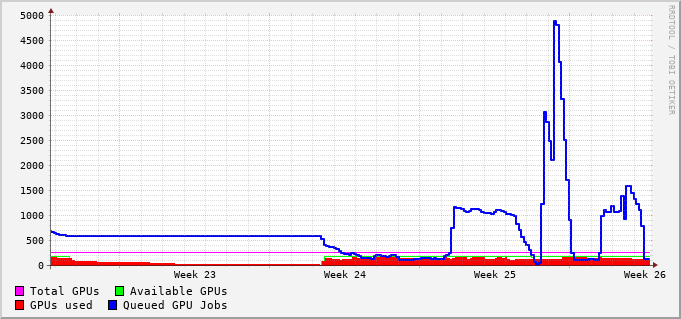 5000
4500
4000
3500
3000
2500
2000
1500
1000
500
0
Week 23 Week 24 Week 25 Week 26
Total GPUs Available GPUs
GPUs used Queued GPU Jobs
RRDTOOL / TOBI OETIKER